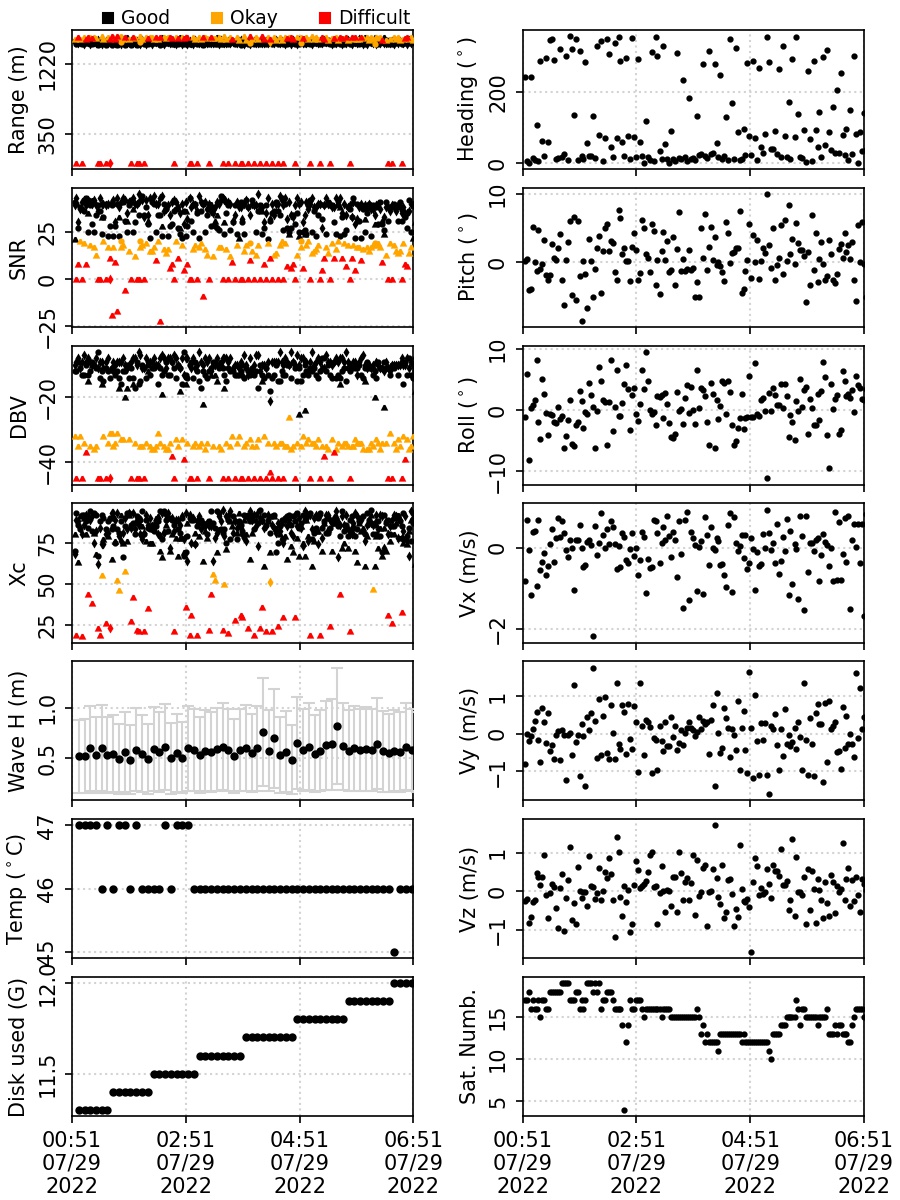 Good Okay Difficult
Range (m)
1220
350
Heading (°)
200
0
SNR
25
0
−25
Pitch (°)
10
0
DBV
−20
−40
Roll (°)
10
0
−10
Xc
75
50
25
Vx (m/s)
0
−2
Wave H (m)
1.0
0.5
Vy (m/s)
1
0
−1
Temp (°C)
47
46
45
Vz (m/s)
1
0
−1
Disk used (G)
12.0
11.5
Sat. Numb.
15
10
5
00:51 02:51 04:51 06:51 00:51 02:51 04:51 06:51
07/29 07/29 07/29 07/29 07/29 07/29 07/29 07/29
2022 2022 2022 2022 2022 2022 2022 2022